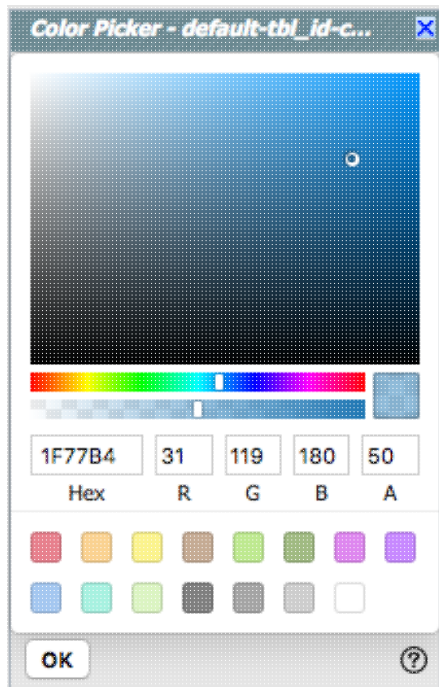 Color Picker - default-tbl_id-c...
1F77B4 31 119 180 50
Hex R G B A
OK ?